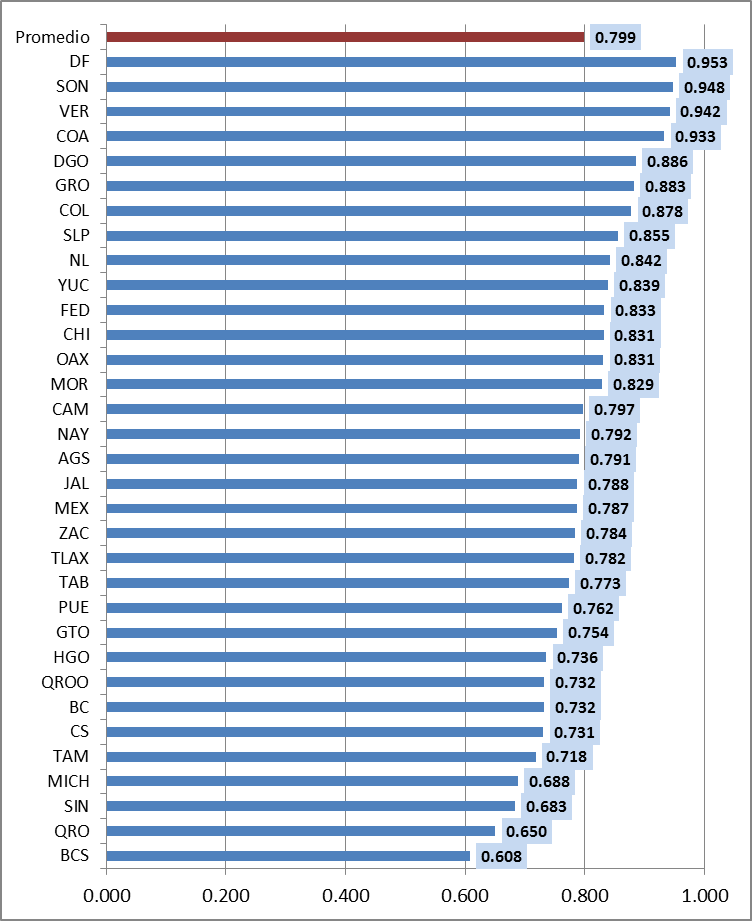 Promedio 0.799
DF 0.953
SON 0.948
VER 0.942
COA 0.933
DGO 0.886
GRO 0.883
COL 0.878
SLP 0.855
NL 0.842
YUC 0.839
FED 0.833
CHI 0.831
OAX 0.831
MOR 0.829
CAM 0.797
NAY 0.792
AGS 0.791
JAL 0.788
MEX 0.787
ZAC 0.784
TLAX 0.782
TAB 0.773
PUE 0.762
GTO 0.754
HGO 0.736
QROO 0.732
BC 0.732
CS 0.731
TAM 0.718
MICH 0.688
SIN 0.683
QRO 0.650
BCS 0.608
0.000 0.200 0.400 0.600 0.800 1.000